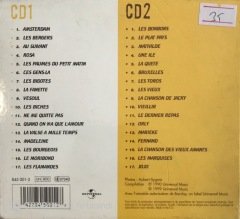 CD1
1. AMSTERDAM
2. LES BERGERS
3. AU SUIVANT
4. ROSA
5. LES PAUMES DU PETIT MATIN
6. CES GENS-LA
7. LES BIGOTES
8. LA FANETTE
9. VESOUL
10. LES BICHES
11. NE ME QUITTE PAS
12. QUAND ON N'A QUE L'AMOUR
13. LA VALSE A MILLE TEMPS
14. MADELEINE
15. LES BOURGEOIS
16. LE MORIBOND
17. LES FLAMANDES
UNIVERSAL
CD2
35
1. LES BONBONS
2. LE PLAT PAYS
3. MATHILDE
4. UNE ILE
5. LA QUETE
6. BRUXELLES
7. LES TOROS
8. LES VIEUX
9. LA CHANSON DE JACKY
10. VIEILLIR
11. LE DERNIER REPAS
12. ORLY
13. MARIEKE
14. FERNAND
15. LA CHANSON DES VIEUX AMANTS
16. LES MARQUISES
17. JOJO